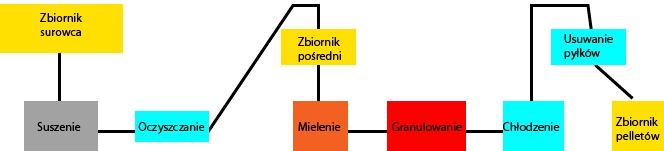 Zbiornik
surowca
Suszenie
Oczyszczanie
Zbiornik
pośredni
Mielenie
Granulowanie
Chłodzenie
Usuwanie
pyłków
Zbiornik
pelletów